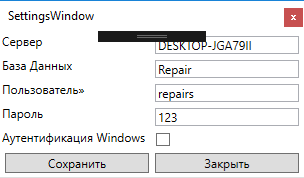 SettingsWindow
Сервер DESKTOP-JGA79II
База Данных Repair
Пользователь» repairs
Пароль 123
Аутентификация Windows
Сохранить Закрыть